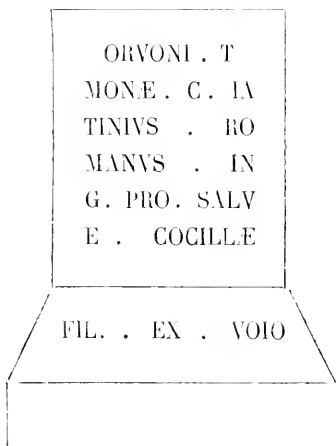 ORVONI . T
MONÆ . C . IA
TINIVS . RO
MANVS . IN
G . PRO . SALV
E . COCILLÆ
FIL . . EX . VOIO